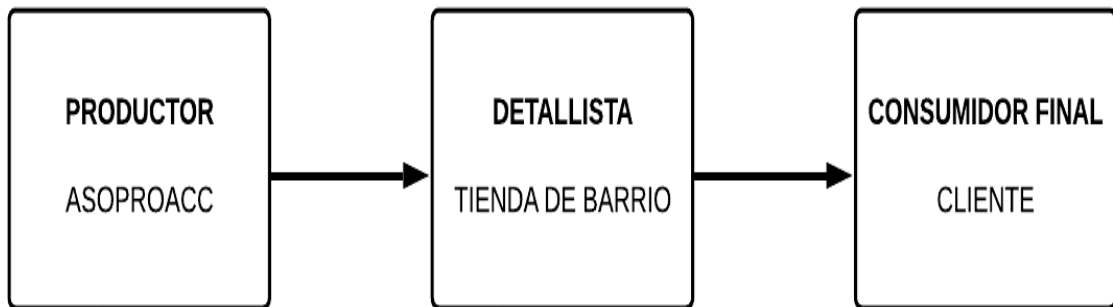 PRODUCTOR
ASOPROACC
DETALLISTA
TIENDA DE BARRIO
CONSUMIDOR FINAL
CLIENTE